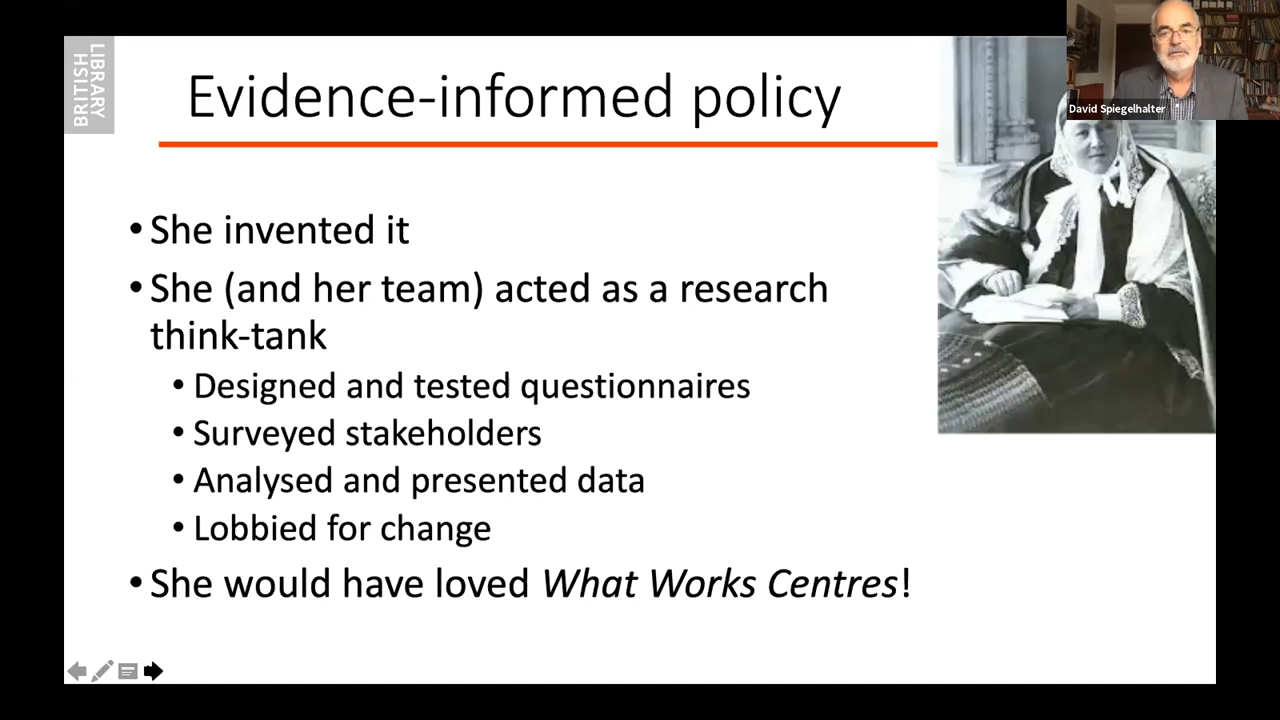 BRITISH
LIBRARY
Evidence-informed policy
David Spiegelhalter
• She invented it
• She (and her team) acted as a research
think-tank
• Designed and tested questionnaires
• Surveyed stakeholders
• Analysed and presented data
• Lobbied for change
• She would have loved What Works Centres!